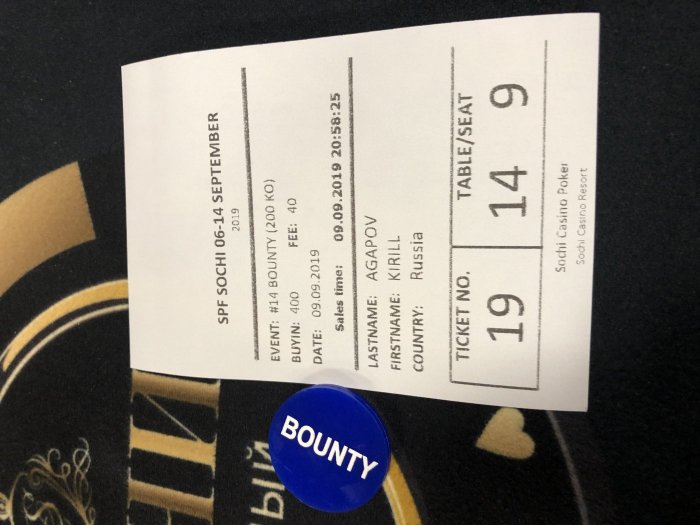 SPF SOCHI 06-14 SEPTEMBER
2019
EVENT: #14 BOUNTY (200 KO)
BUYIN: 400 FEE: 40
DATE: 09.09.2019
Sales time: 09.09.2019 20:58:25
LASTNAME: AGAPOV
FIRSTNAME: KIRILL
COUNTRY: Russia
TICKET NO. TABLE/SEAT
19 14 9
Sochi Casino Poker
Sochi Casino Resort
BOUNTY